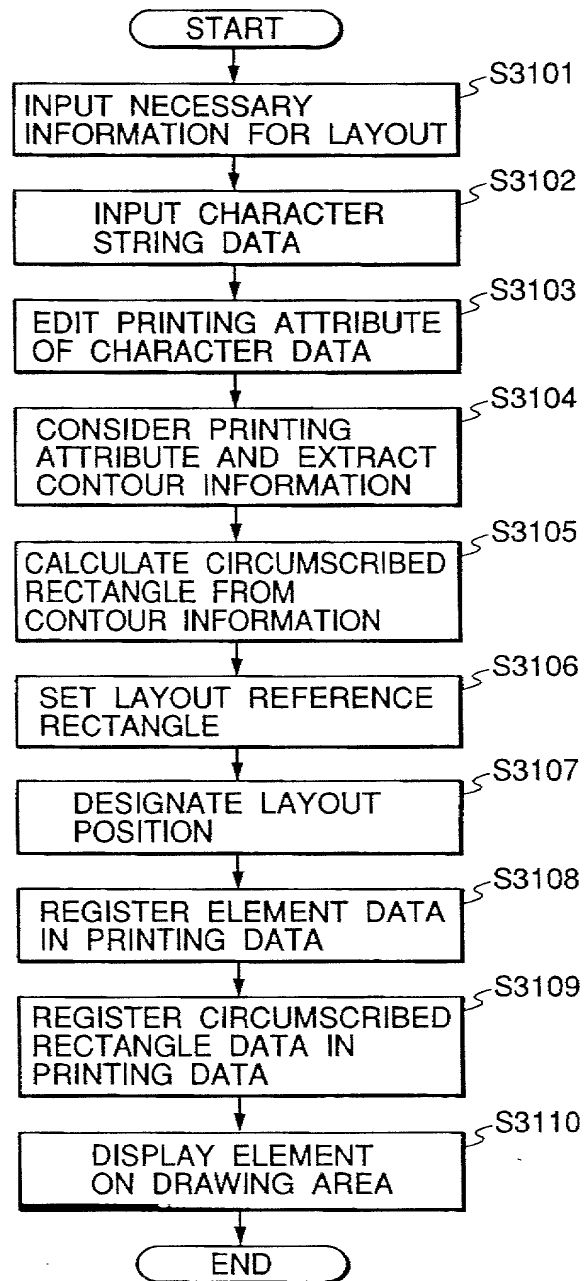 START
S3101
INPUT NECESSARY
INFORMATION FOR LAYOUT
S3102
INPUT CHARACTER
STRING DATA
S3103
EDIT PRINTING ATTRIBUTE
OF CHARACTER DATA
S3104
CONSIDER PRINTING
ATTRIBUTE AND EXTRACT
CONTOUR INFORMATION
S3105
CALCULATE CIRCUMSCRIBED
RECTANGLE FROM
CONTOUR INFORMATION
S3106
SET LAYOUT REFERENCE
RECTANGLE
S3107
DESIGNATE LAYOUT
POSITION
S3108
REGISTER ELEMENT DATA
IN PRINTING DATA
S3109
REGISTER CIRCUMSCRIBED
RECTANGLE DATA IN
PRINTING DATA
S3110
DISPLAY ELEMENT
ON DRAWING AREA
END